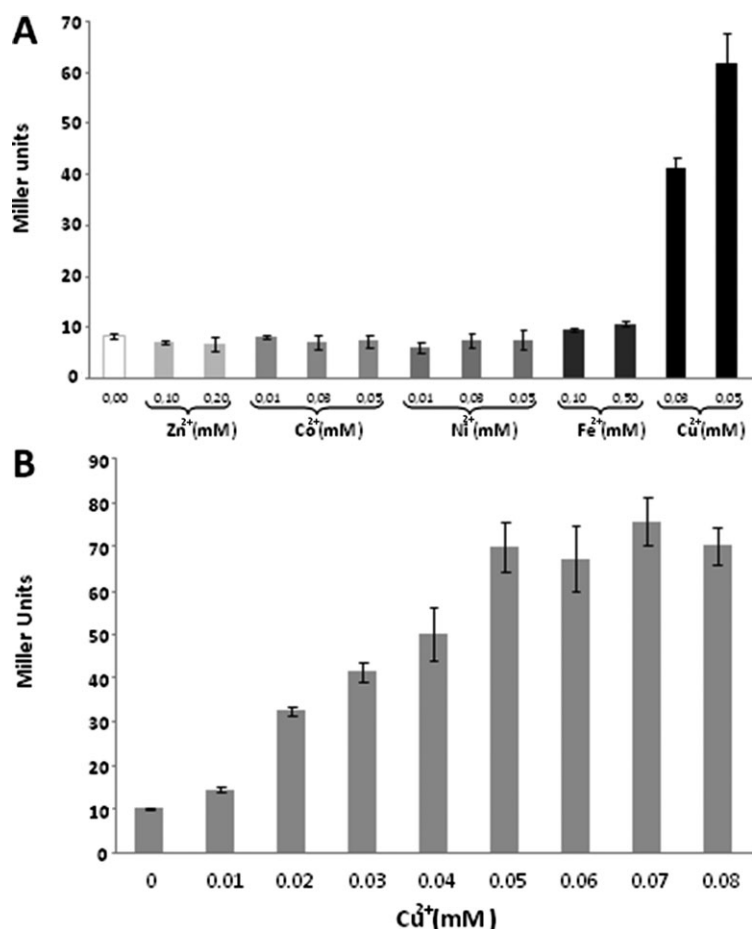 A
70
60
50
40
30
20
10
0
Miller units
0,00 0,10 0,20 0,01 0,03 0,05 0,01 0,03 0,05 0,10 0,50 0,03 0,05
Zn2+(mM) Co2+(mM) Ni2+(mM) Fe2+(mM) Cu2+(mM)
B
90
80
70
60
50
40
30
20
10
0
Miller Units
0 0.01 0.02 0.03 0.04 0.05 0.06 0.07 0.08
Cu2+(mM)